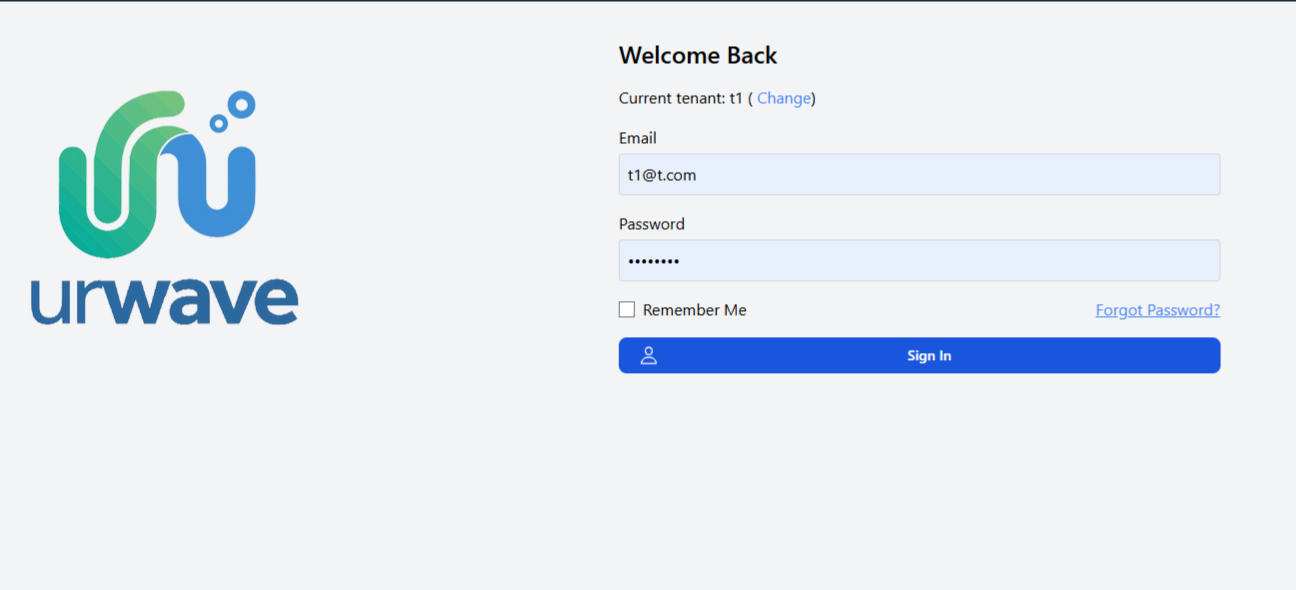 urwave
Welcome Back
Current tenant: t1 ( Change)
Email
t1@t.com
Password
••••••••
Remember Me
Forgot Password?
Sign In